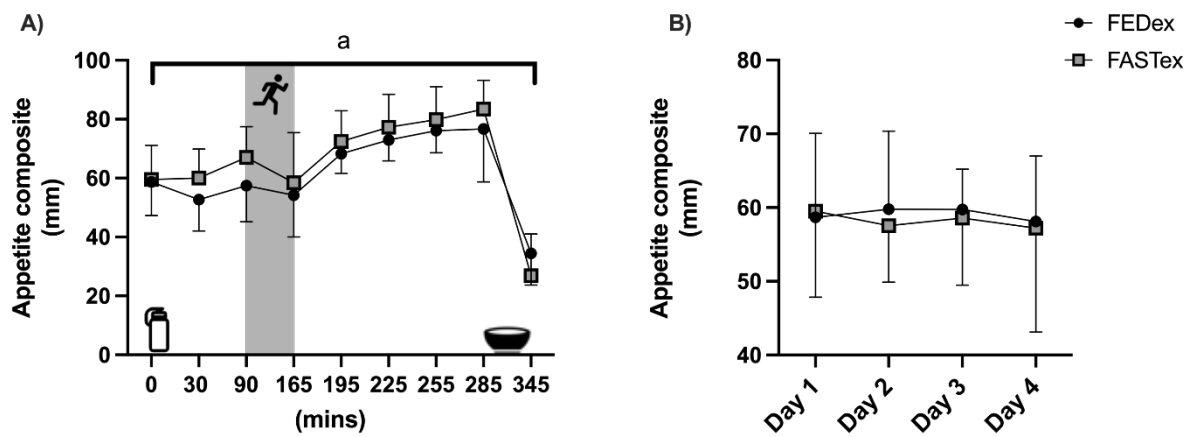 A)
a
100
80
60
40
20
0
Appetite composite
(mm)
0 30 90 165 195 225 255 285 345
(mins)
B)
FEDex
FASTex
80
70
60
50
40
Appetite composite
(mm)
Day 1 Day 2 Day 3 Day 4